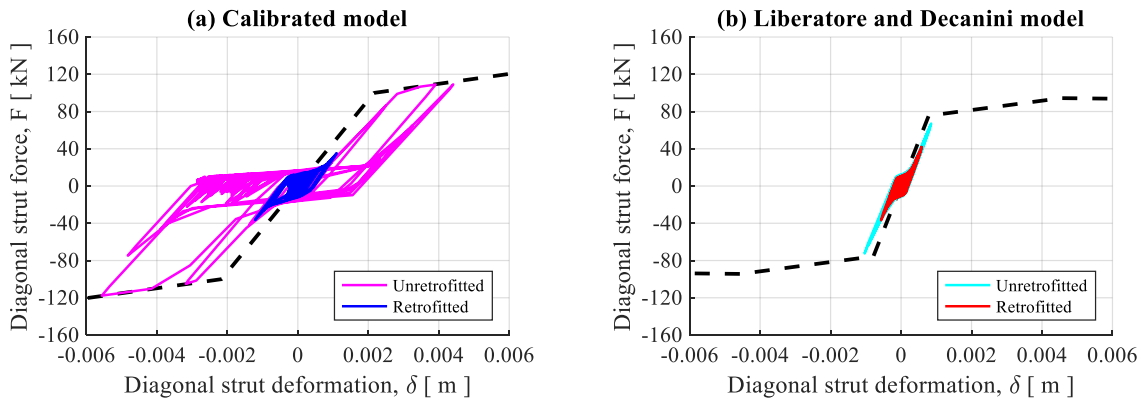 (a) Calibrated model
160
120
80
40
0
-40
-80
-120
-160
Diagonal strut force, F [ kN ]
Unretrofitted
Retrofitted
-0.006 -0.004 -0.002 0 0.002 0.004 0.006
Diagonal strut deformation, δ [ m ]
(b) Liberatore and Decanini model
160
120
80
40
0
-40
-80
-120
-160
Diagonal strut force, F [ kN ]
Unretrofitted
Retrofitted
-0.006 -0.004 -0.002 0 0.002 0.004 0.006
Diagonal strut deformation, δ [ m ]